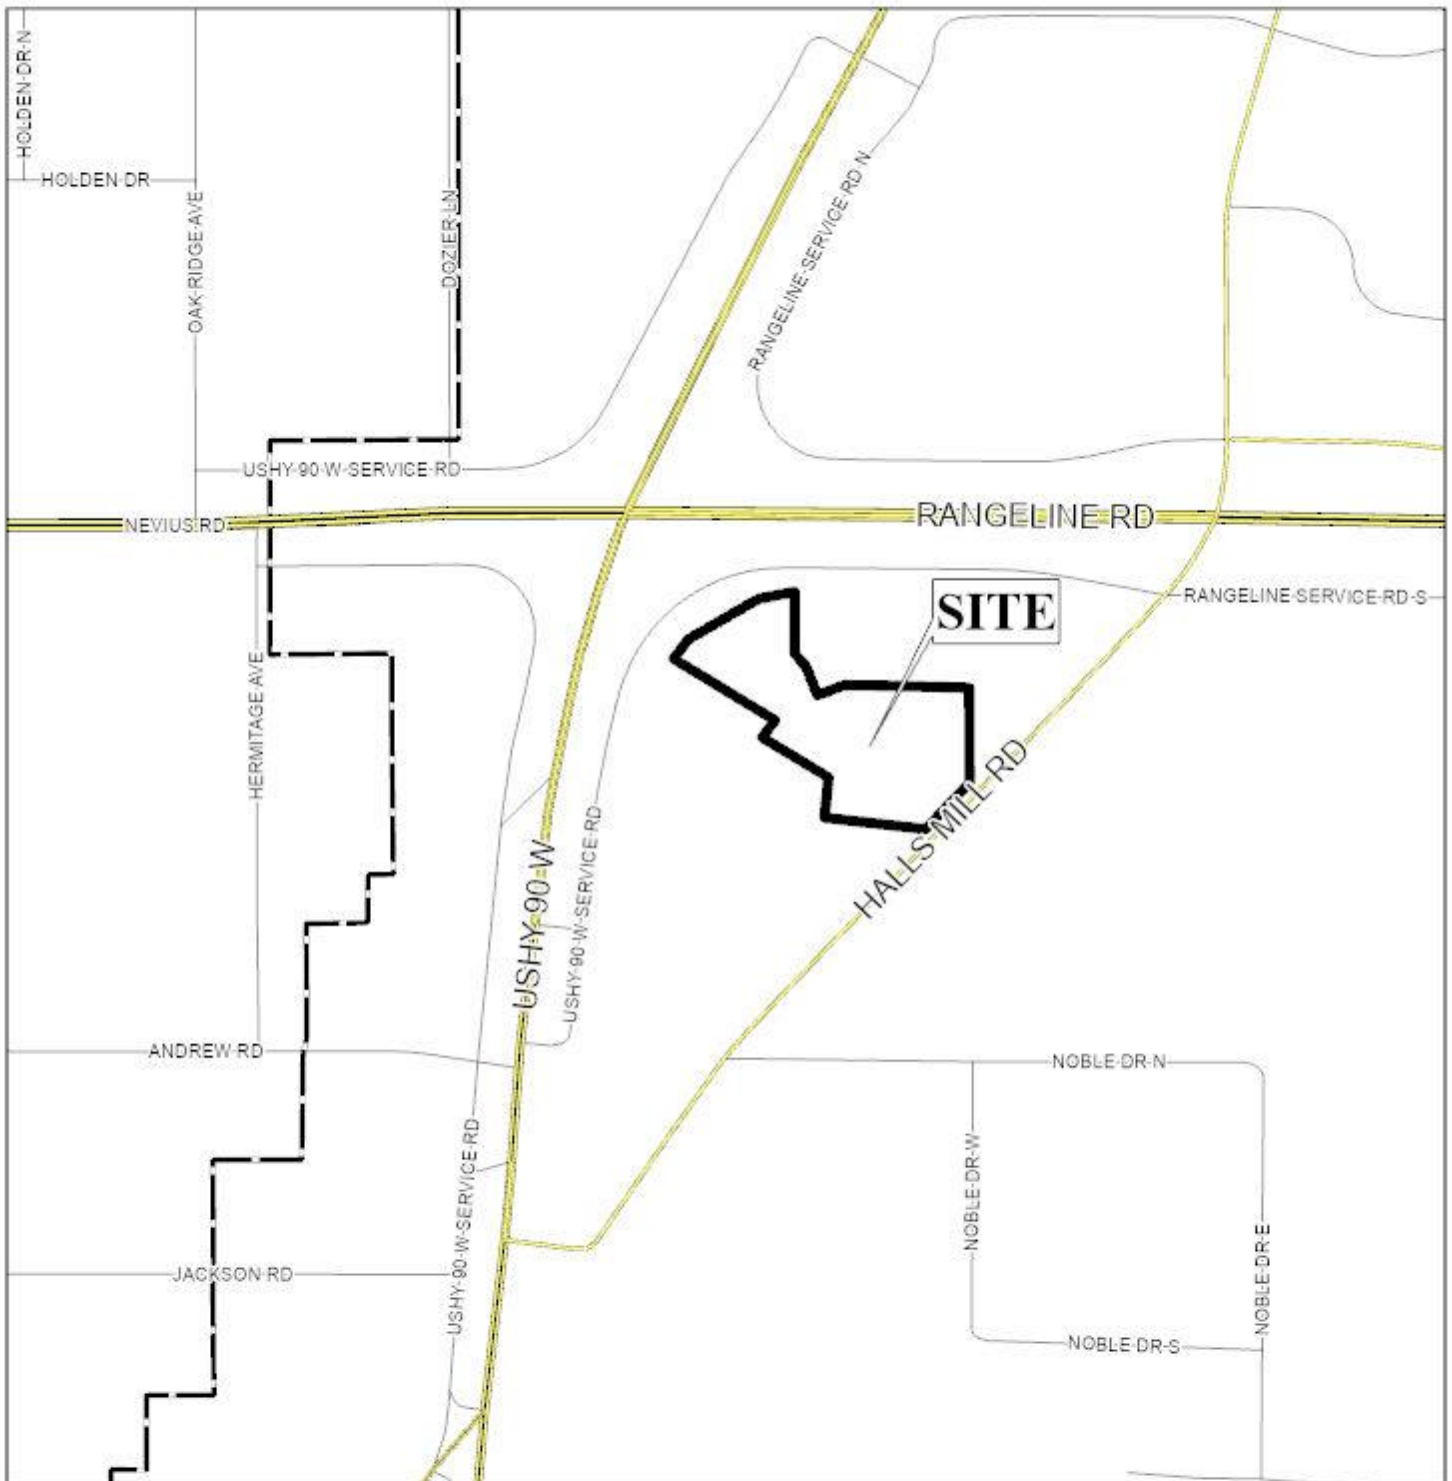 HOLDEN-DR-N
HOLDEN DR
OAK-RIDGE-AVE
DOZIER-LN
RANGELINE-SERVICE-RD N
USHY-90-W-SERVICE-RD
NEVIUS RD
RANGELINE RD
RANGELINE SERVICE-RD-S
SITE
HERMITAGE AVE
HALLS-MILL RD
USHY-90-W
USHY-90-W-SERVICE-RD
ANDREW RD
NOBLE-DR-N
USHY-90-W-SERVICE-RD
NOBLE-DR-W
NOBLE-DR-E
JACKSON RD
NOBLE-DR-S